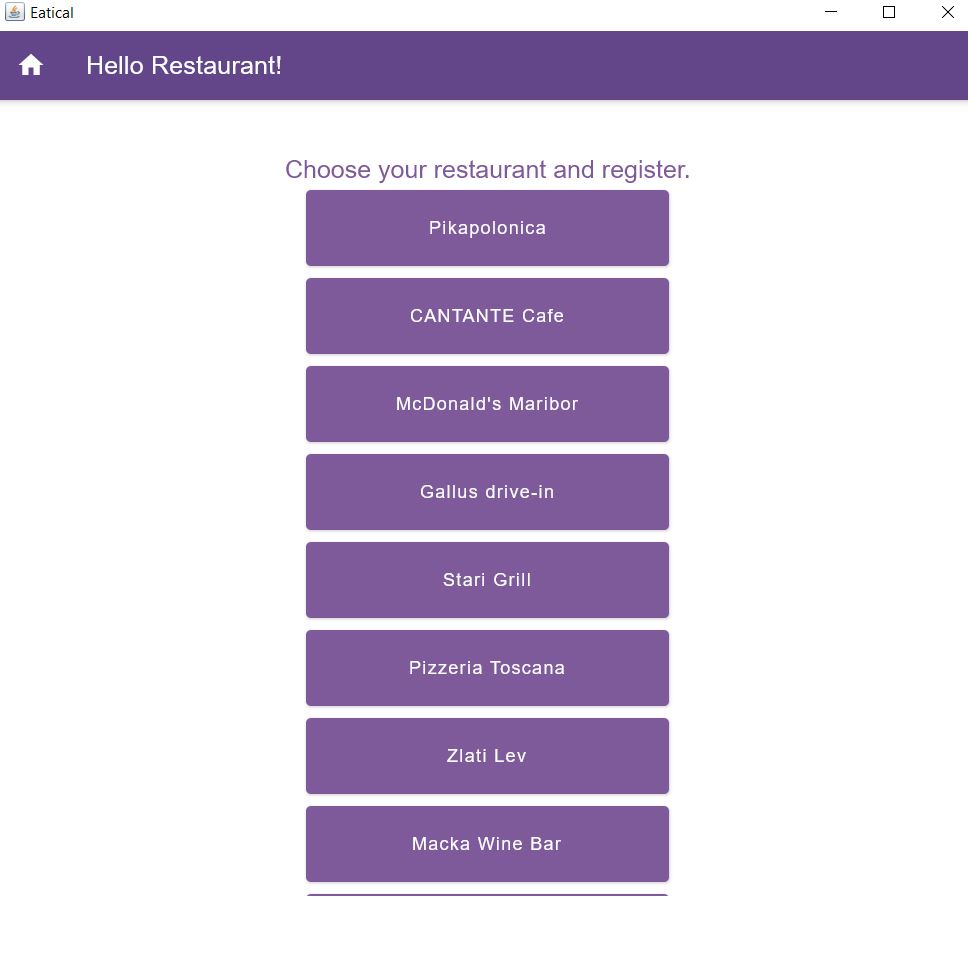 Eatical
Hello Restaurant!
Choose your restaurant and register.
Pikapolonica
CANTANTE Cafe
McDonald's Maribor
Gallus drive-in
Stari Grill
Pizzeria Toscana
Zlati Lev
Macka Wine Bar